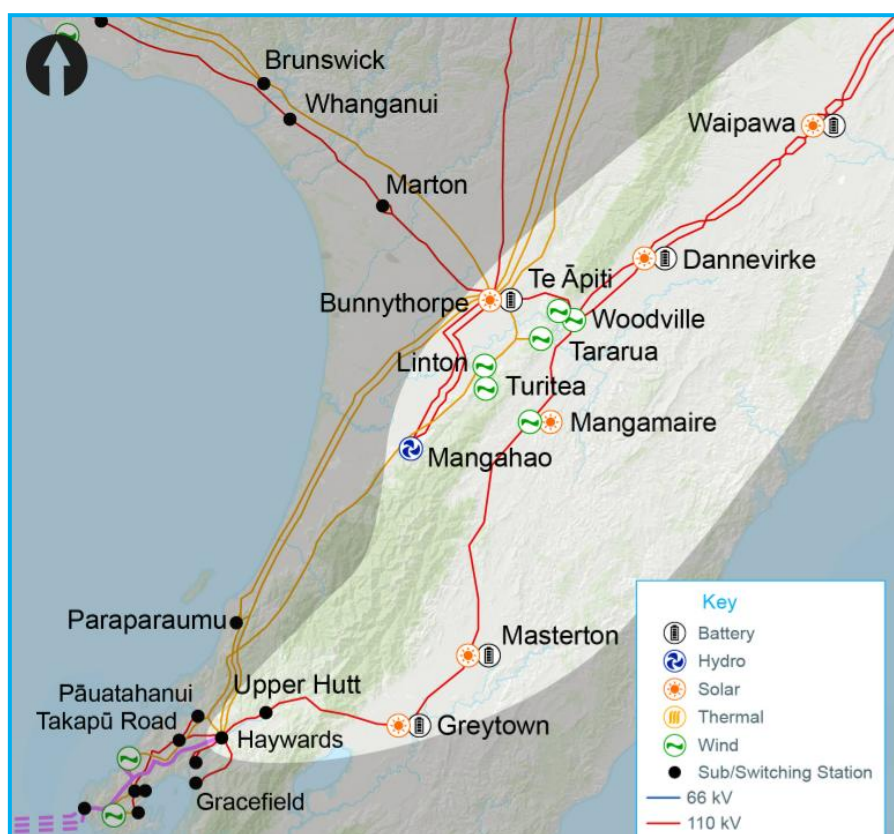 Brunswick
Whanganui
Waipawa
Marton
Te Āpiti
Dannevirke
Bunnythorpe
Woodville
Linton
Tararua
Turitea
Mangamaire
Mangahao
Paraparaumu
Masterton
Pāuatahanui
Upper Hutt
Takapū Road
Haywards
Greytown
Gracefield
Key
Battery
Hydro
Solar
Thermal
Wind
Sub/Switching Station
66 kV
110 kV